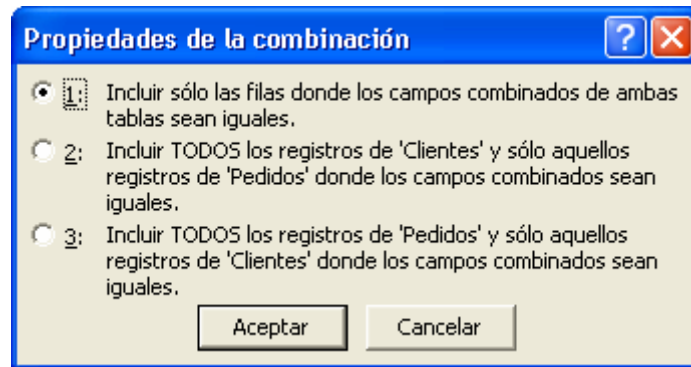 Propiedades de la combinación
1: Incluir sólo las filas donde los campos combinados de ambas
tablas sean iguales.
2: Incluir TODOS los registros de 'Clientes' y sólo aquellos
registros de 'Pedidos' donde los campos combinados sean
iguales.
3: Incluir TODOS los registros de 'Pedidos' y sólo aquellos
registros de 'Clientes' donde los campos combinados sean
iguales.
Aceptar Cancelar